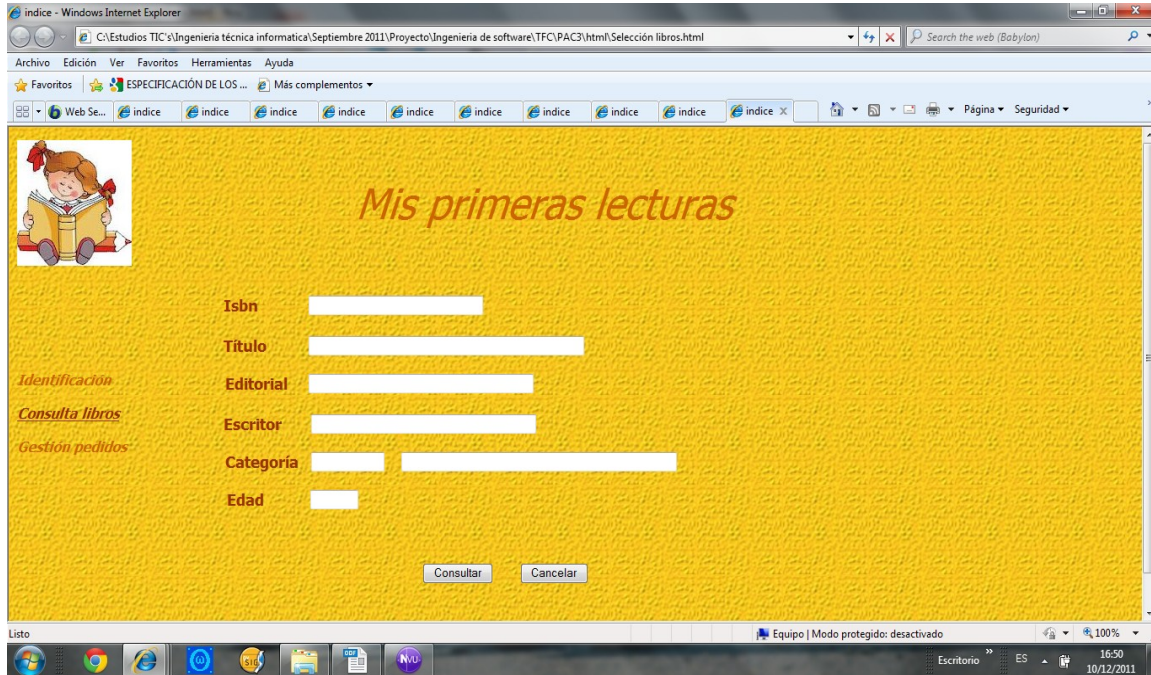 indice - Windows Internet Explorer
C:\Estudios TIC's\Ingenieria técnica informatica\Septiembre 2011\Proyecto\Ingenieria de software\TFC\PAC3\html\Selección libros.html
Search the web (Babylon)
Archivo Edición Ver Favoritos Herramientas Ayuda
Favoritos ESPECIFICACIÓN DE LOS ... Más complementos
Web Se... indice indice indice indice indice indice indice indice indice indice Página Seguridad
Mis primeras lecturas
Isbn
Título
Identificación
Editorial
Consulta libros
Escritor
Gestión pedidos
Categoría
Edad
Consultar Cancelar
Listo Equipo | Modo protegido: desactivado 100%
SIG ODF NVU Escritorio ES 16:50
10/12/2011